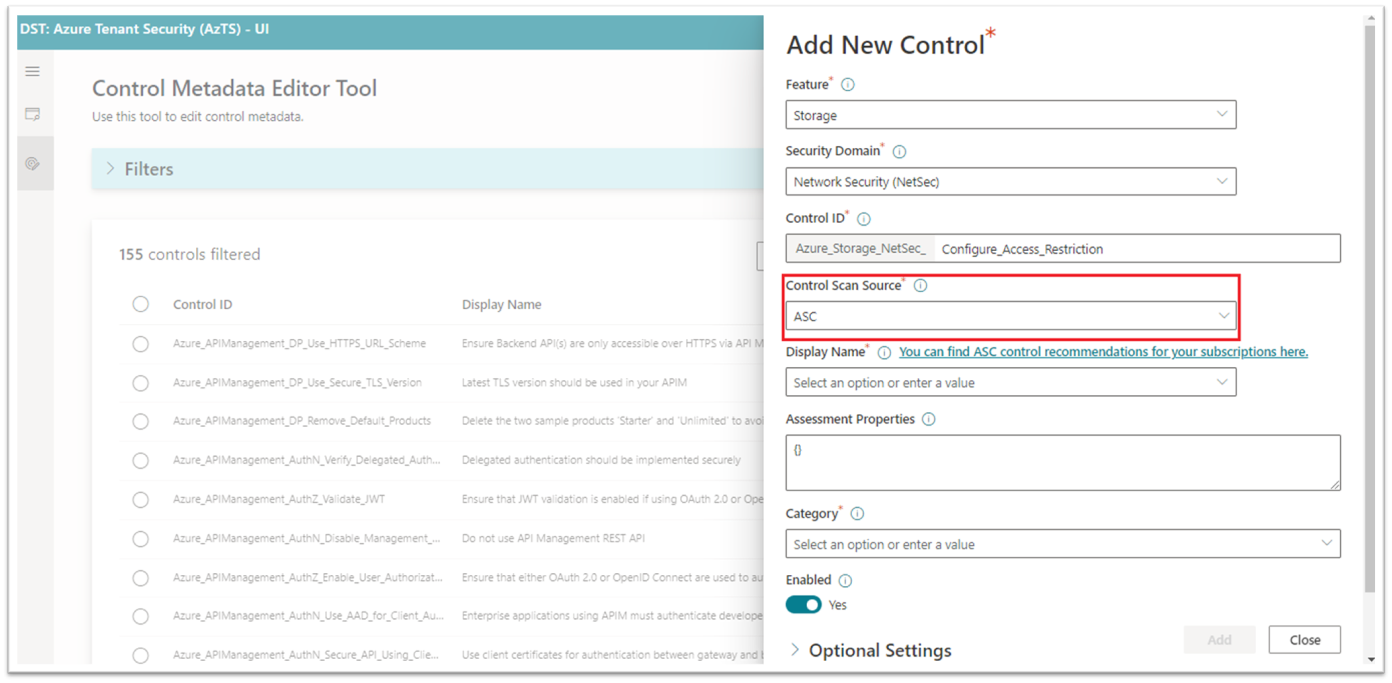 DST: Azure Tenant Security (AzTS) - UI
Control Metadata Editor Tool
Use this tool to edit control metadata.
Filters
155 controls filtered
Control ID Display Name
Azure_APIManagement_DP_Use_HTTPS_URL_Scheme Ensure Backend API(s) are only accessible over HTTPS via API M
Azure_APIManagement_DP_Use_Secure_TLS_Version Latest TLS version should be used in your APIM
Azure_APIManagement_DP_Remove_Default_Products Delete the two sample products 'Starter' and 'Unlimited' to avoi
Azure_APIManagement_AuthN_Verify_Delegated_Auth... Delegated authentication should be implemented securely
Azure_APIManagement_AuthZ_Validate_JWT Ensure that JWT validation is enabled if using OAuth 2.0 or Ope
Azure_APIManagement_AuthN_Disable_Management_... Do not use API Management REST API
Azure_APIManagement_AuthZ_Enable_User_Authorizat... Ensure that either OAuth 2.0 or OpenID Connect are used to au
Azure_APIManagement_AuthN_Use_AAD_for_Client_Au... Enterprise applications using APIM must authenticate develope
Azure_APIManagement_AuthN_Secure_API_Using_Clie... Use client certificates for authentication between gateway and b
Add New Control*
Feature*
Storage
Security Domain*
Network Security (NetSec)
Control ID*
Azure_Storage_NetSec_ Configure_Access_Restriction
Control Scan Source*
ASC
Display Name* You can find ASC control recommendations for your subscriptions here.
Select an option or enter a value
Assessment Properties
{}
Category*
Select an option or enter a value
Enabled
Yes
Optional Settings
Add Close